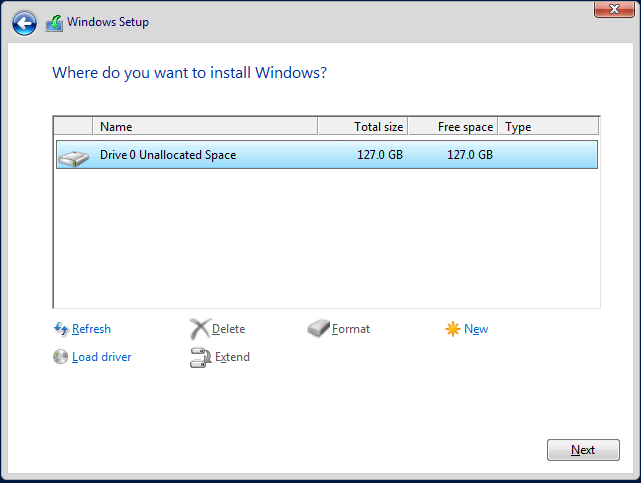 Windows Setup
Where do you want to install Windows?
Name Total size Free space Type
Drive 0 Unallocated Space 127.0 GB 127.0 GB
Refresh Delete Format New
Load driver Extend
Next